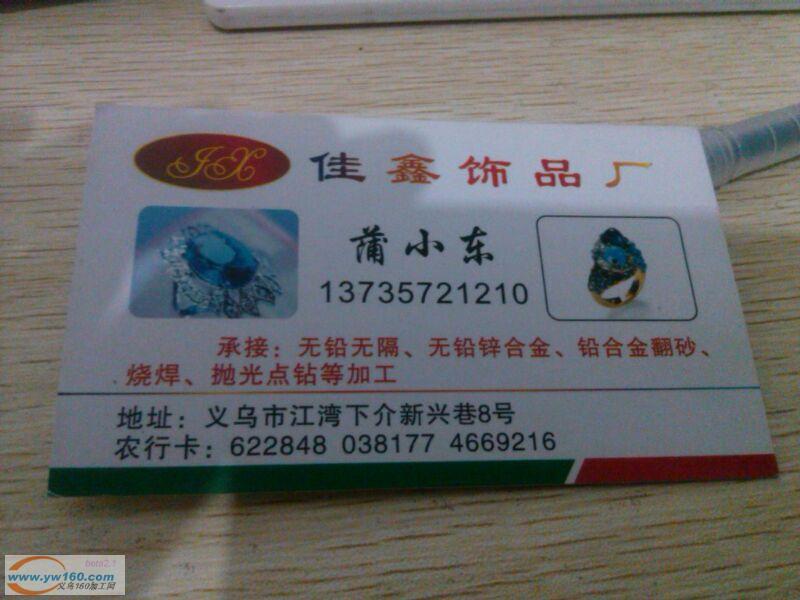 JX 佳鑫饰品厂
蒲小东
13735721210
承接：无铅无隔、无铅锌合金、铅合金翻砂、
烧焊、抛光点钻等加工
地址：义乌市江湾下介新兴巷8号
农行卡：622848 038177 4669216
beta2.1
www.yw160.com
义乌160加工网